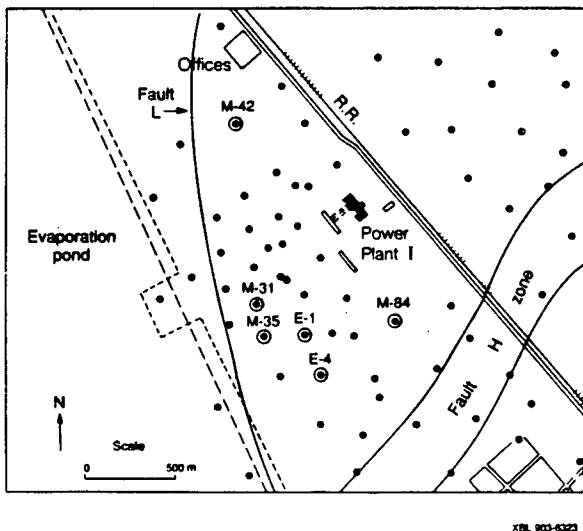 Offices
Fault
L
M-42
R.R.
Evaporation
pond
Power
Plant I
zone
M-31
M-35
E-1
M-84
E-4
H
Fault
N
Scale
0 500 m
XBL 903-6323